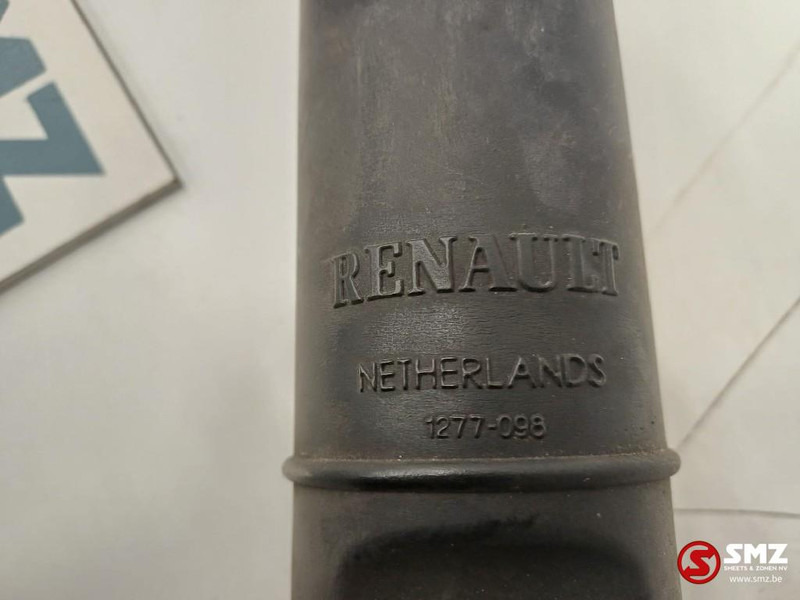 RENAULT
NETHERLANDS
1277-098
SMZ
SMEETS & ZONEN NV
www.smz.be